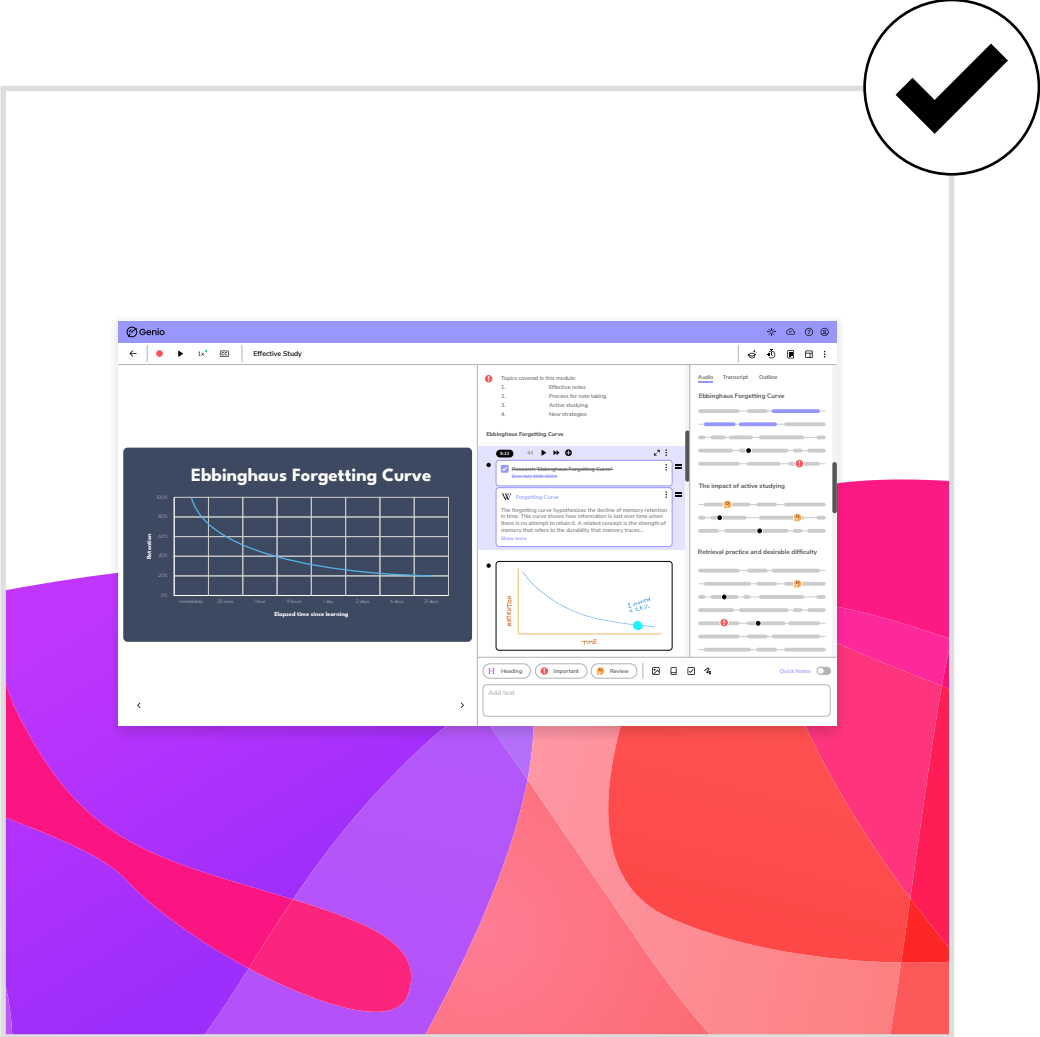 Genio
1x
CC
Effective Study
Ebbinghaus Forgetting Curve
100%
80%
60%
40%
20%
0%
Retention
Immediately
20 mins
1 hour
9 hours
1 day
2 days
6 days
31 days
Elapsed time since learning
Topics covered in this module:
1. Effective notes
2. Process for note taking
3. Active studying
4. New strategies
Ebbinghaus Forgetting Curve
Research 'Ebbinghaus Forgetting Curve'
W
Forgetting Curve
The forgetting curve hypothesizes the decline of memory retention
in time. This curve shows how information is lost over time when
there is no attempt to retain it. A related concept is the strength of
memory that refers to the durability that memory traces...
Show more
RETENTION
TIME
Audio
Transcript
Outline
Ebbinghaus Forgetting Curve
The impact of active studying
Retrieval practice and desirable difficulty
H Heading
Important
Review
Quick Notes
Add text